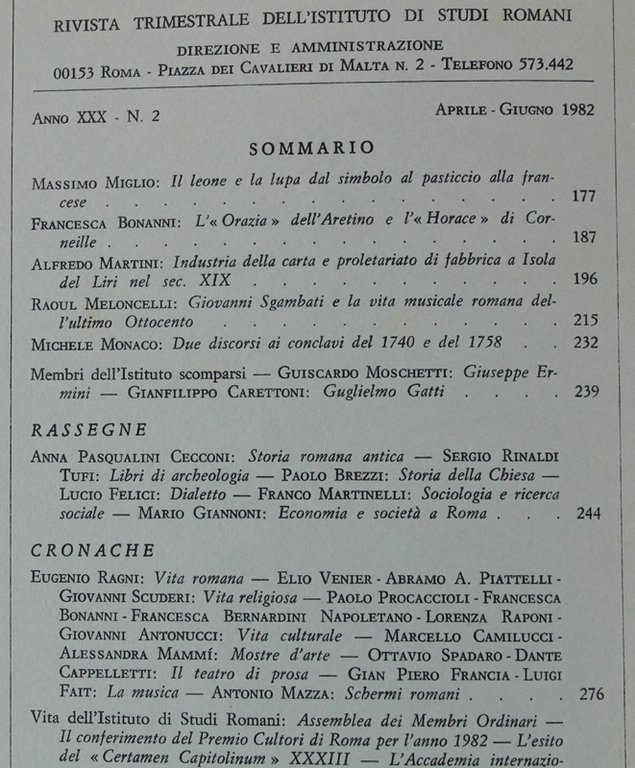 RIVISTA TRIMESTRALE DELL'ISTITUTO DI STUDI ROMANI
DIREZIONE E AMMINISTRAZIONE
00153 ROMA - PIAZZA DEI CAVALIERI DI MALTA N. 2 - TELEFONO 573.442
ANNO XXX - N. 2 APRILE - GIUGNO 1982
SOMMARIO
MASSIMO MIGLIO: Il leone e la lupa dal simbolo al pasticcio alla fran-
cese . . . . . . . . . . . . . . . . 177
FRANCESCA BONANNI: L'« Orazia » dell'Aretino e l'« Horace » di Cor-
neille . . . . . . . . . . . . . . . . 187
ALFREDO MARTINI: Industria della carta e proletariato di fabbrica a Isola
del Liri nel sec. XIX . . . . . . . . . . . 196
RAOUL MELONCELLI: Giovanni Sgambati e la vita musicale romana del-
l'ultimo Ottocento . . . . . . . . . . . . 215
MICHELE MONACO: Due discorsi ai conclavi del 1740 e del 1758 . . 232
Membri dell'Istituto scomparsi — GUISCARDO MOSCHETTI: Giuseppe Er-
mini — GIANFILIPPO CARETTONI: Guglielmo Gatti . . . . 239
RASSEGNE
ANNA PASQUALINI CECCONI: Storia romana antica — SERGIO RINALDI
TUFI: Libri di archeologia — PAOLO BREZZI: Storia della Chiesa —
LUCIO FELICI: Dialetto — FRANCO MARTINELLI: Sociologia e ricerca
sociale — MARIO GIANNONI: Economia e società a Roma . . . 244
CRONACHE
EUGENIO RAGNI: Vita romana — ELIO VENIER - ABRAMO A. PIATTELLI -
GIOVANNI SCUDERI: Vita religiosa — PAOLO PROCACCIOLI - FRANCESCA
BONANNI - FRANCESCA BERNARDINI NAPOLETANO - LORENZA RAPONI -
GIOVANNI ANTONUCCI: Vita culturale — MARCELLO CAMILUCCI -
ALESSANDRA MAMMÍ: Mostre d'arte — OTTAVIO SPADARO - DANTE
CAPPELLETTI: Il teatro di prosa — GIAN PIERO FRANCIA - LUIGI
FAIT: La musica — ANTONIO MAZZA: Schermi romani . . . . 276
Vita dell'Istituto di Studi Romani: Assemblea dei Membri Ordinari —
Il conferimento del Premio Cultori di Roma per l'anno 1982 — L'esito
del « Certamen Capitolinum » XXXIII — L'Accademia internazio-